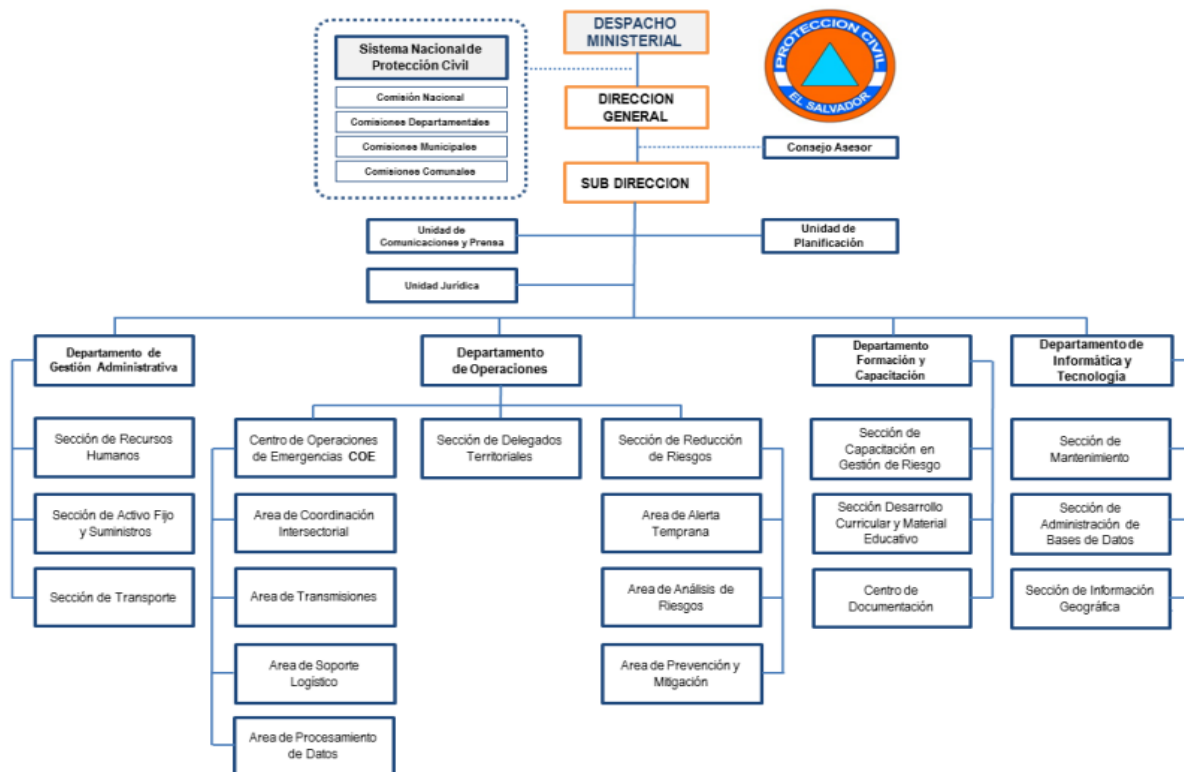 DESPACHO
MINISTERIAL
Sistema Nacional de
Protección Civil
Comisión Nacional
Comisiones Departamentales
Comisiones Municipales
Comisiones Comunales
PROTECCION CIVIL
EL SALVADOR
DIRECCION
GENERAL
Consejo Asesor
SUB DIRECCION
Unidad de
Comunicaciones y Prensa
Unidad de
Planificación
Unidad Jurídica
Departamento de
Gestión Administrativa
Departamento
de Operaciones
Departamento
Formación y
Capacitación
Departamento de
Informática y
Tecnología
Sección de Recursos
Humanos
Centro de Operaciones
de Emergencias COE
Sección de Delegados
Territoriales
Sección de Reducción
de Riesgos
Sección de
Capacitación en
Gestión de Riesgo
Sección de
Mantenimiento
Sección de Activo Fijo
y Suministros
Area de Coordinación
Intersectorial
Area de Alerta
Temprana
Sección Desarrollo
Curricular y Material
Educativo
Sección de
Administración de
Bases de Datos
Sección de Transporte
Area de Transmisiones
Area de Análisis de
Riesgos
Centro de
Documentación
Sección de Información
Geográfica
Area de Soporte
Logístico
Area de Prevención y
Mitigación
Area de Procesamiento
de Datos